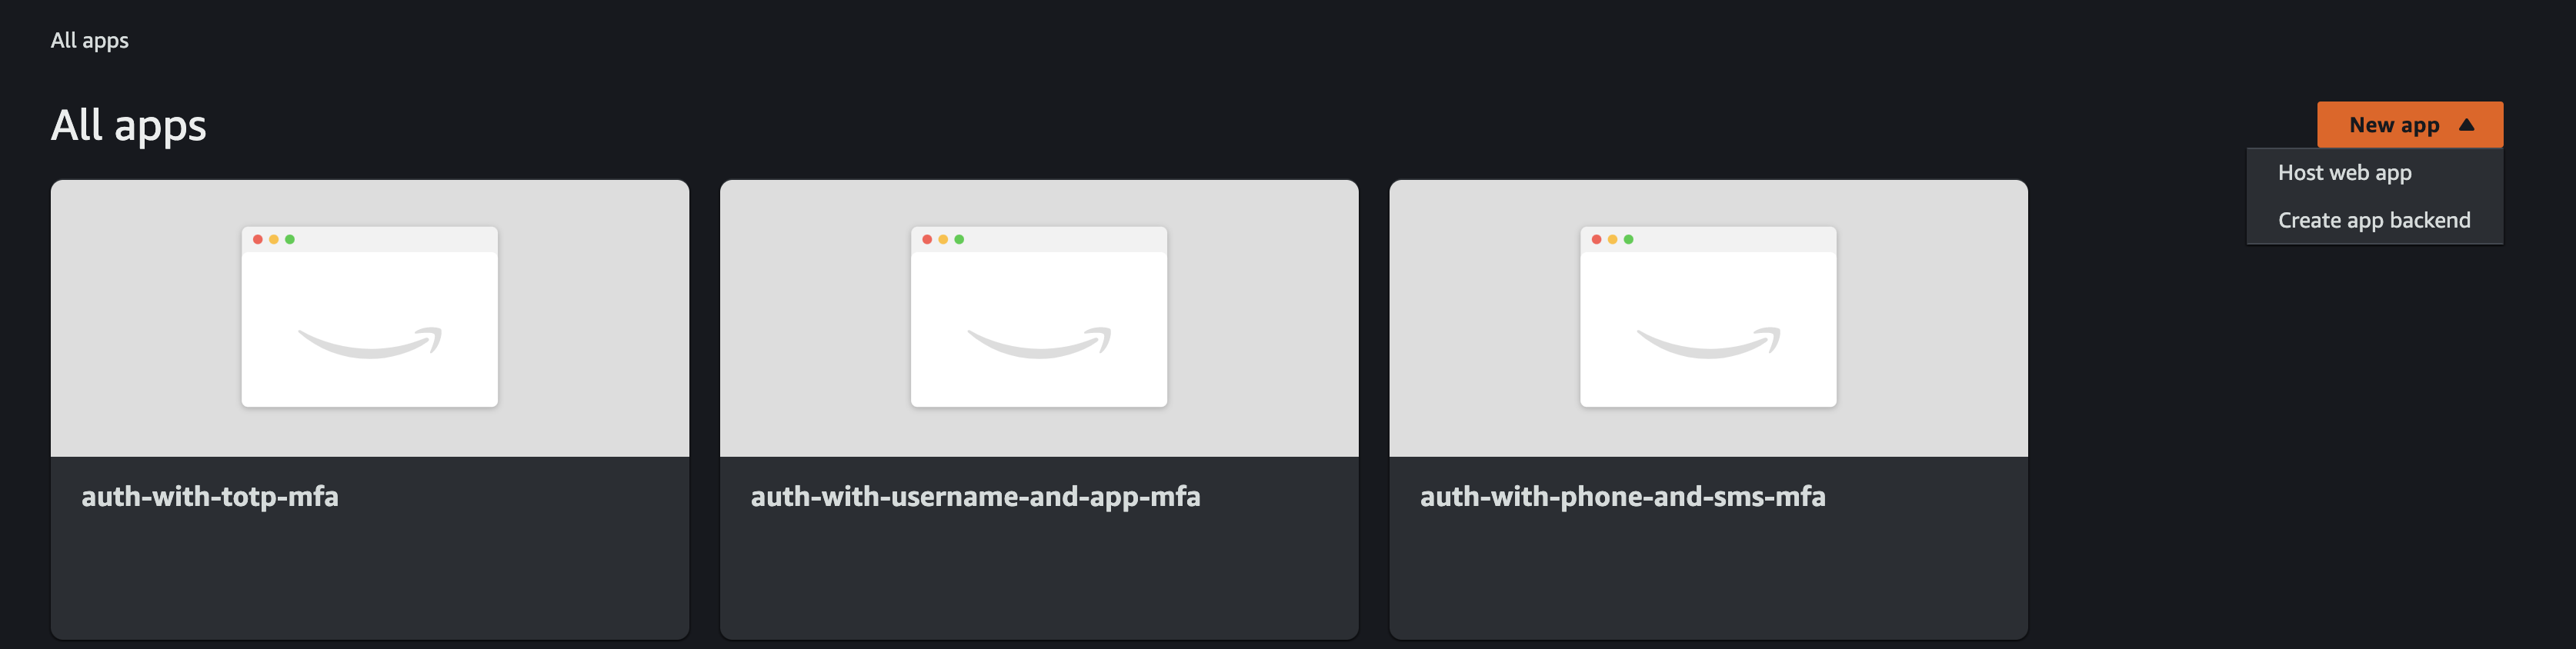 All apps
All apps
New app
Host web app
Create app backend
auth-with-totp-mfa
auth-with-username-and-app-mfa
auth-with-phone-and-sms-mfa